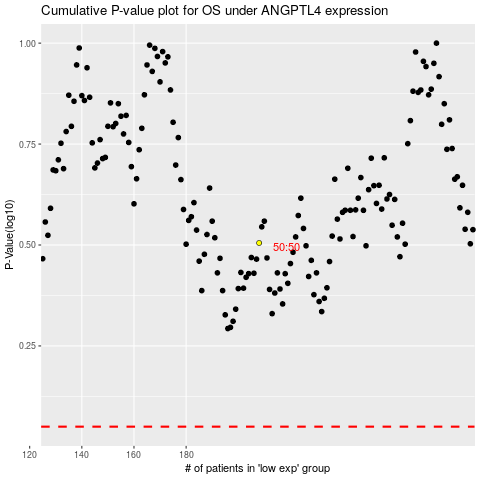 Cumulative P-value plot for OS under ANGPTL4 expression
P-Value(log10)
1.00
0.75
0.50
0.25
50:50
120 140 160 180
# of patients in 'low exp' group